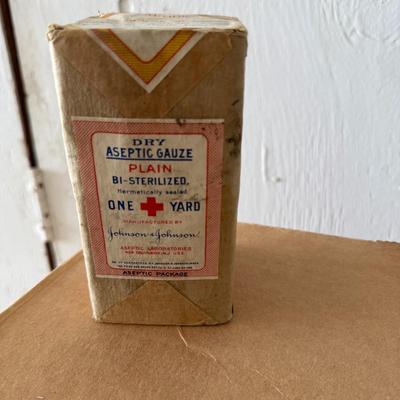 DRY
ASEPTIC GAUZE
PLAIN
BI-STERILIZED,
Hermetically sealed
ONE YARD
MANUFACTURED BY
Johnson & Johnson
ASEPTIC LABORATORIES
NEW BRUNSWICK, N.J. U.S.A.
ASEPTIC PACKAGE